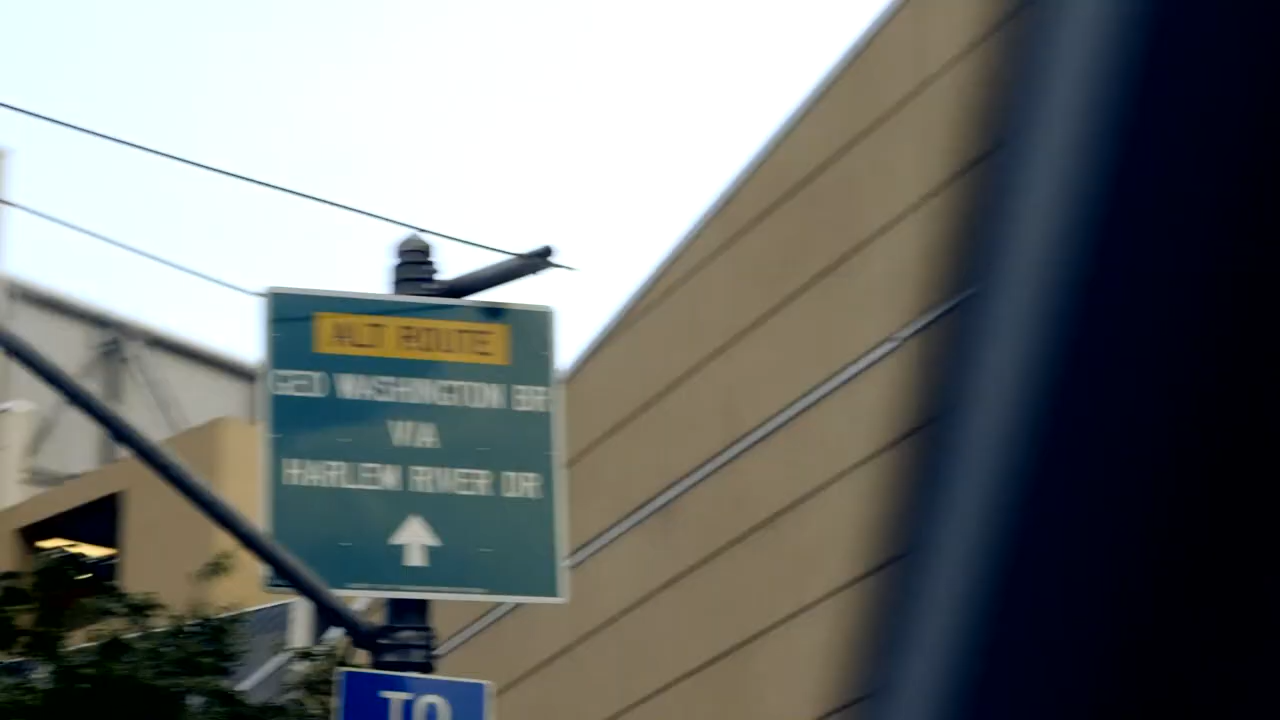 ALT ROUTE
GEO WASHINGTON BR
VIA
HARLEM RIVER DR
TO